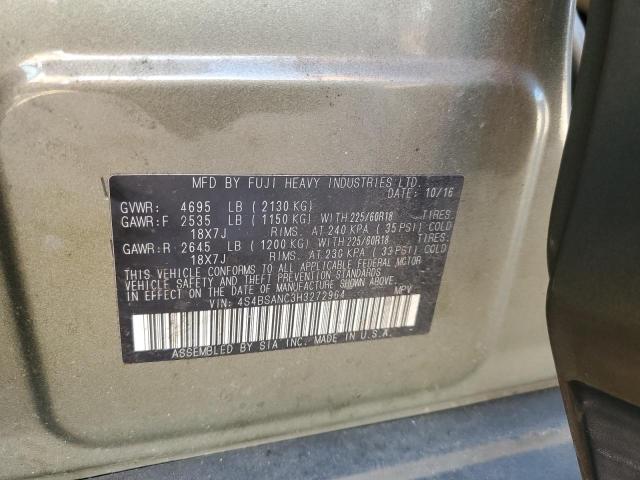 MFD BY FUJI HEAVY INDUSTRIES LTD.
DATE: 10/16
GVWR: 4695 LB (2130 KG)
GAWR:F 2535 LB (1150 KG) WITH 225/60R18 TIRES.
18X7J RIMS. AT 240 KPA (35 PSI) COLD
GAWR:R 2645 LB (1200 KG) WITH 225/60R18 TIRES.
18X7J RIMS. AT 230 KPA (33 PSI) COLD
THIS VEHICLE CONFORMS TO ALL APPLICABLE FEDERAL MOTOR
VEHICLE SAFETY AND THEFT PREVENTION STANDARDS
IN EFFECT ON THE DATE OF MANUFACTURE SHOWN ABOVE.
VIN: 4S4BSANC3H3272964 MPV
ASSEMBLED BY SIA INC. MADE IN U.S.A.